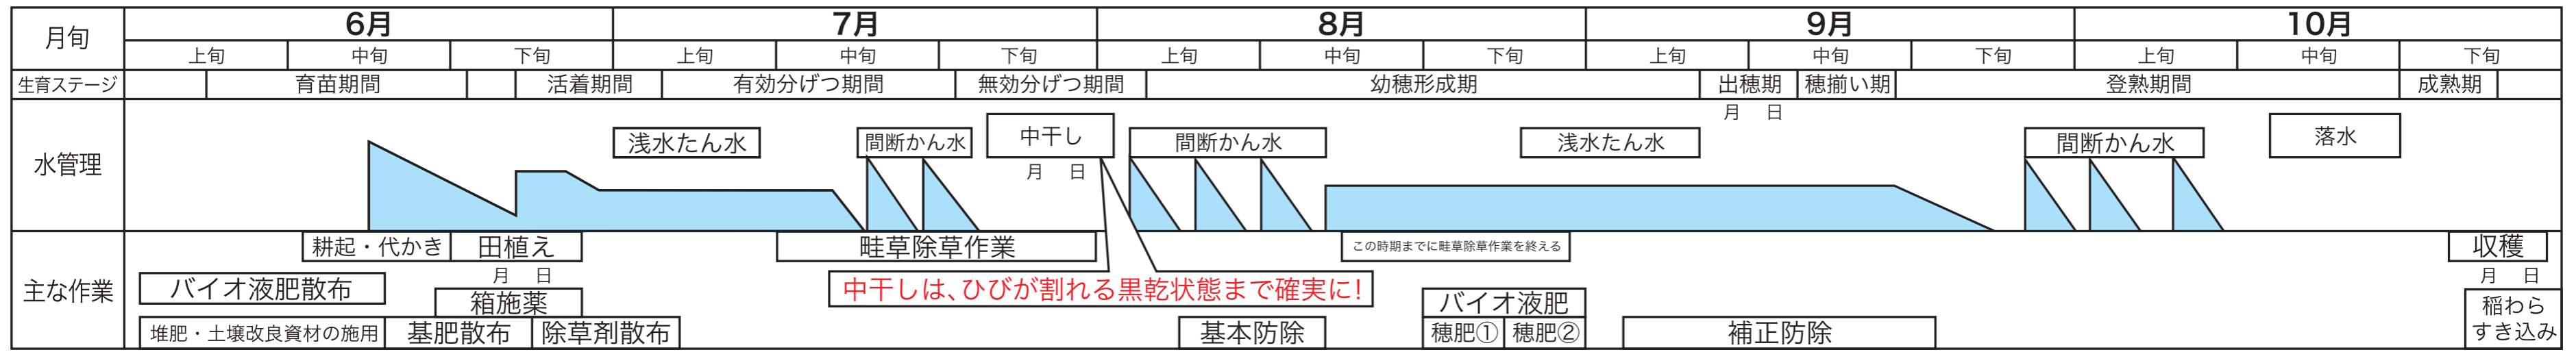 月旬
6月
7月
8月
9月
10月
上旬 中旬 下旬 上旬 中旬 下旬 上旬 中旬 下旬 上旬 中旬 下旬 上旬 中旬 下旬
生育ステージ
育苗期間 活着期間 有効分げつ期間 無効分げつ期間 幼穂形成期 出穂期 穂揃い期 登熟期間 成熟期
月 日
水管理
浅水たん水
間断かん水
中干し
月 日
間断かん水
浅水たん水
間断かん水
落水
主な作業
耕起・代かき
田植え
月 日
畦草除草作業
この時期までに畦草除草作業を終える
収穫
月 日
バイオ液肥散布
箱施薬
中干しは、ひびが割れる黒乾状態まで確実に!
バイオ液肥
稲わら
すき込み
堆肥・土壌改良資材の施用
基肥散布
除草剤散布
基本防除
穂肥①
穂肥②
補正防除